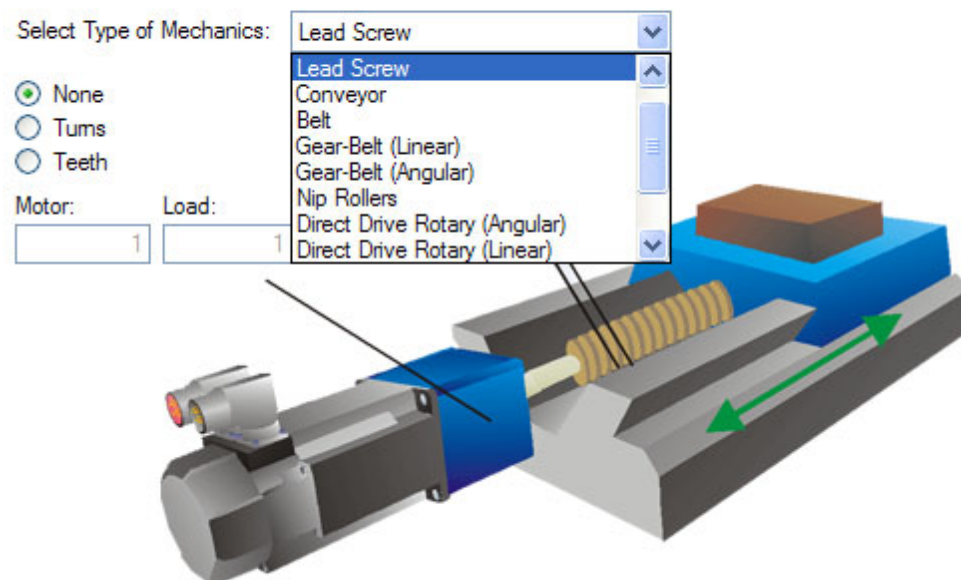 Select Type of Mechanics: Lead Screw
Lead Screw
Conveyor
Belt
Gear-Belt (Linear)
Gear-Belt (Angular)
Nip Rollers
Direct Drive Rotary (Angular)
Direct Drive Rotary (Linear)
None
Turns
Teeth
Motor: Load:
1 1